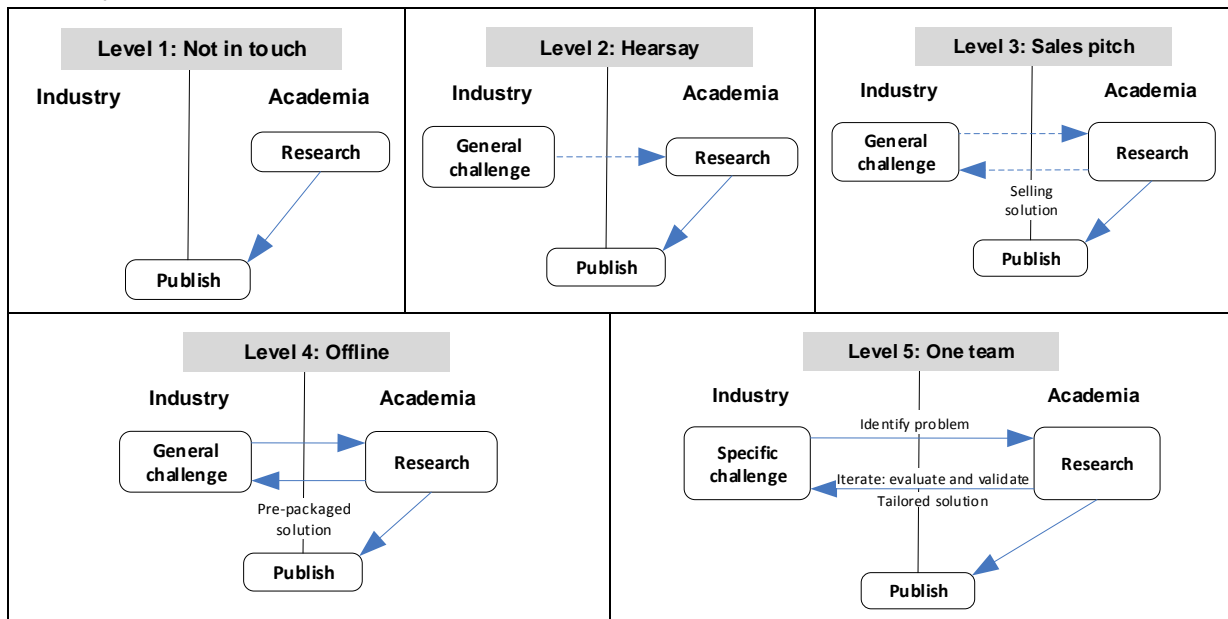 Level 1: Not in touch
Industry
Academia
Research
Publish
Level 2: Hearsay
Industry
Academia
General
challenge
Research
Publish
Level 3: Sales pitch
Industry
Academia
General
challenge
Research
Selling
solution
Publish
Level 4: Offline
Industry
Academia
General
challenge
Research
Pre-packaged
solution
Publish
Level 5: One team
Industry
Academia
Identify problem
Specific
challenge
Research
Iterate: evaluate and validate
Tailored solution
Publish